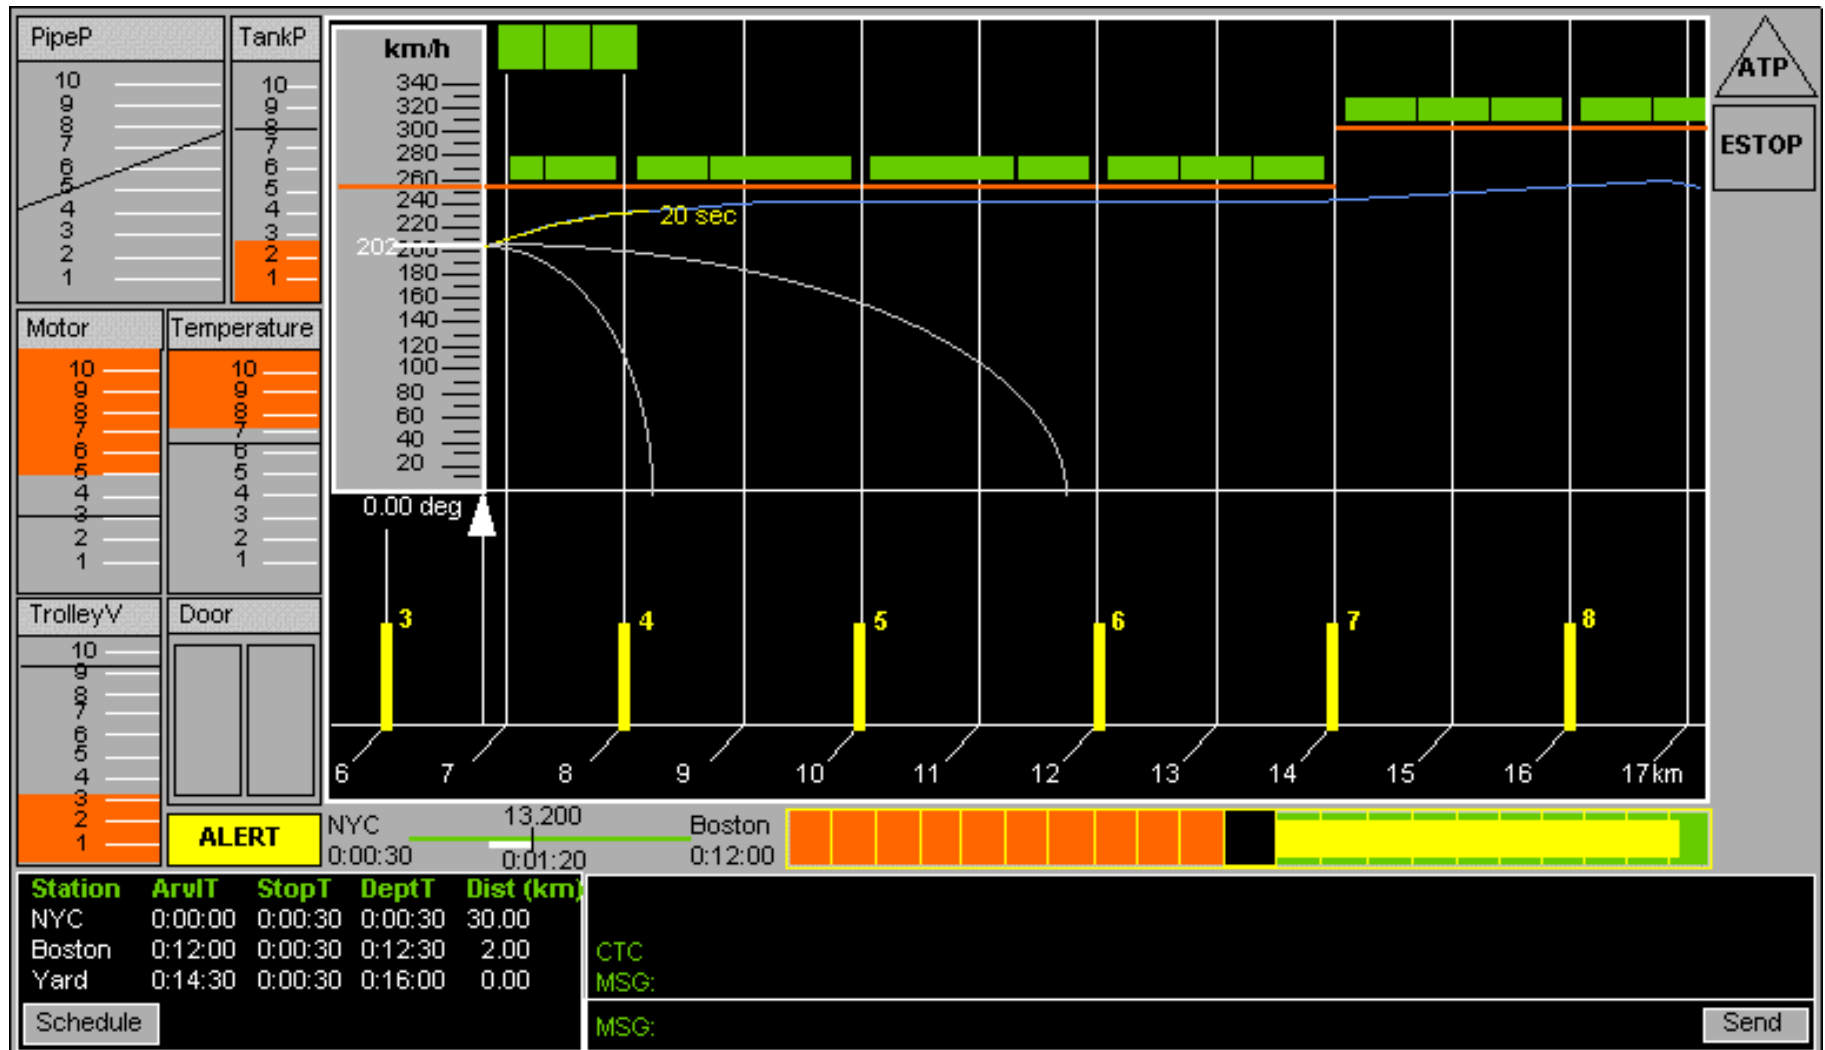 PipeP
10
9
8
7
6
5
4
3
2
1
TankP
10
9
8
7
6
5
4
3
2
1
km/h
340
320
300
280
260
240
220
200
180
160
140
120
100
80
60
40
20
202
20 sec
0.00 deg
ATP
ESTOP
Motor
10
9
8
7
6
5
4
3
2
1
Temperature
10
9
8
7
6
5
4
3
2
1
TrolleyV
10
9
8
7
6
5
4
3
2
1
Door
3 4 5 6 7 8
6 7 8 9 10 11 12 13 14 15 16 17km
ALERT
NYC 13.200 Boston
0:00:30 0:01:20 0:12:00
Station ArvlT StopT DeptT Dist (km)
NYC 0:00:00 0:00:30 0:00:30 30.00
Boston 0:12:00 0:00:30 0:12:30 2.00
Yard 0:14:30 0:00:30 0:16:00 0.00
Schedule
CTC
MSG:
MSG:
Send